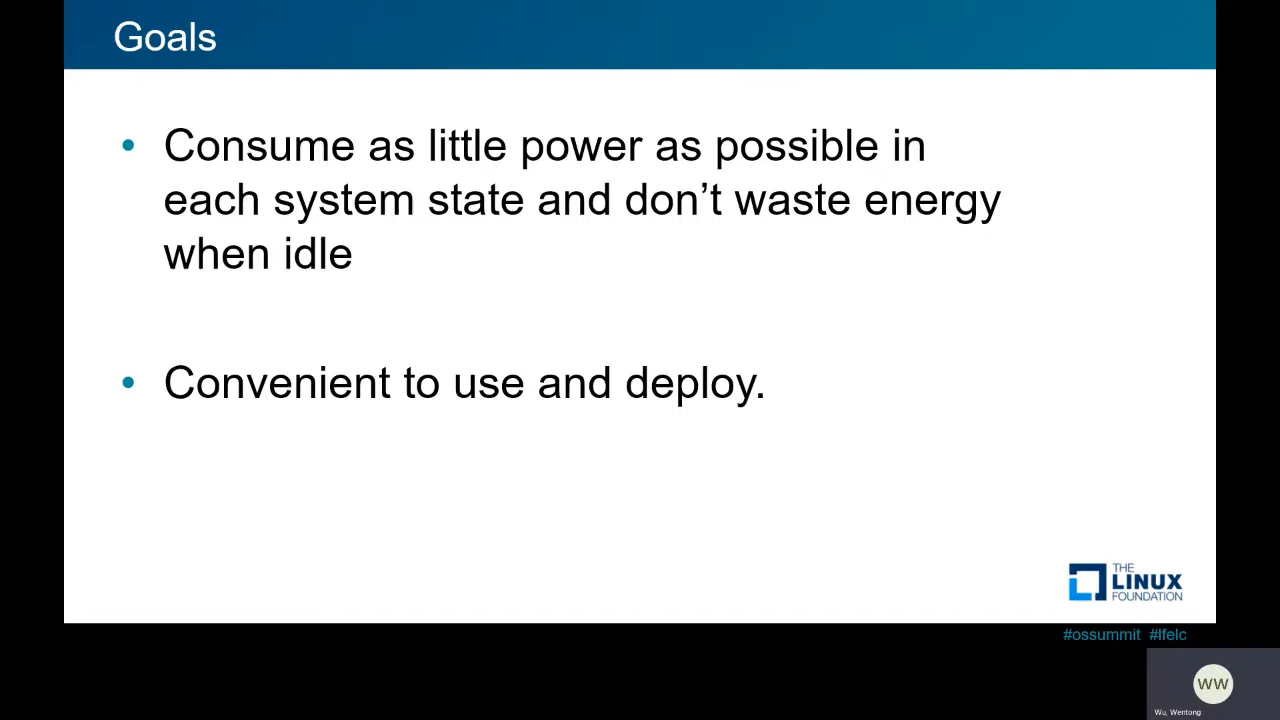 Goals
• Consume as little power as possible in
each system state and don’t waste energy
when idle
• Convenient to use and deploy.
THE
LINUX
FOUNDATION
#ossummit #lfelc
WW
Wu, Wentong